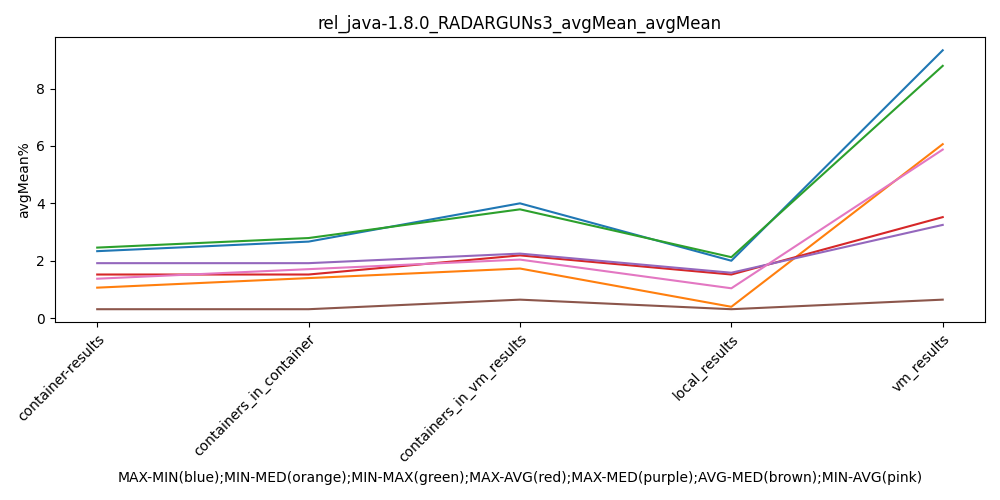 rel_java-1.8.0_RADARGUNs3_avgMean_avgMean
avgMean%
8
6
4
2
0
container-results
containers_in_container
containers_in_vm_results
local_results
vm_results
MAX-MIN(blue);MIN-MED(orange);MIN-MAX(green);MAX-AVG(red);MAX-MED(purple);AVG-MED(brown);MIN-AVG(pink)